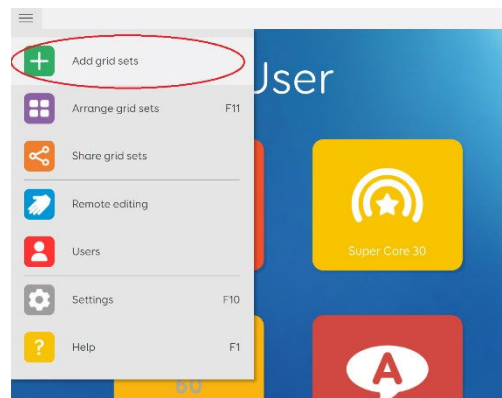 Add grid sets
User
Arrange grid sets F11
Share grid sets
Remote editing
Users
Super Core 30
Settings F10
? Help F1
A
60